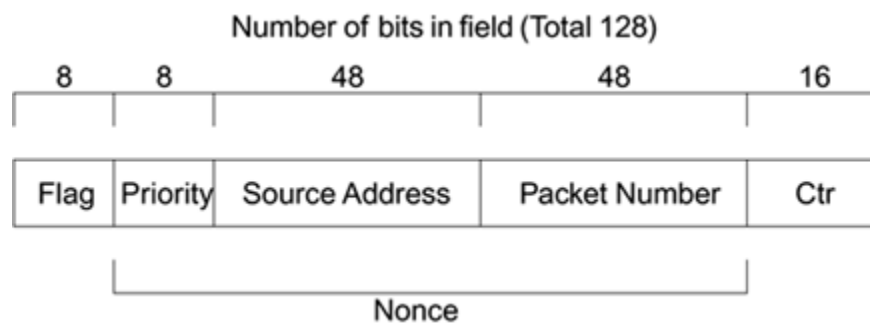 Number of bits in field (Total 128)
8 8 48 48 16
Flag Priority Source Address Packet Number Ctr
Nonce